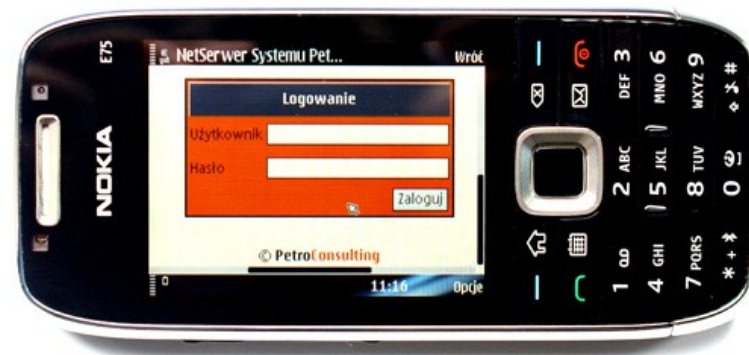 NOKIA
E75
NetSerwer Systemu Pet...
Wróć
Logowanie
Użytkownik
Hasło
Zaloguj
© PetroConsulting
11:16
Opcje
1
2 ABC
DEF 3
4 GHI
5 JKL
MNO 6
7 PQRS
8 TUV
WXYZ 9
* +
0
#